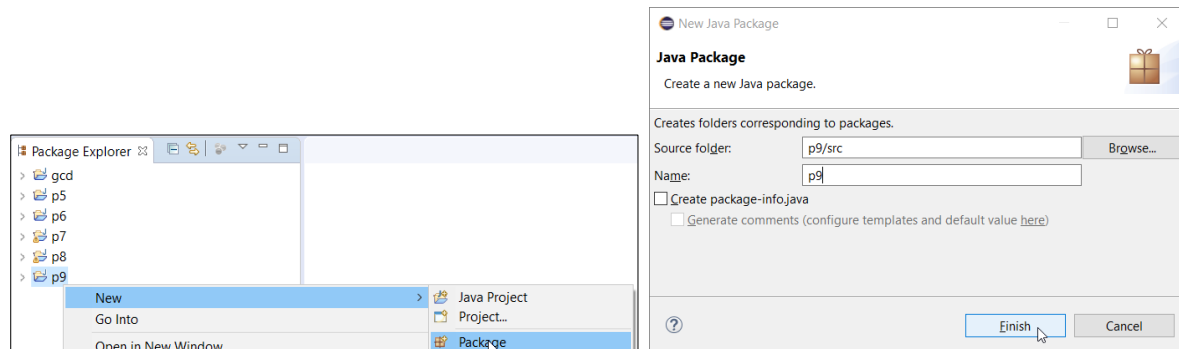 Package Explorer
gcd
p5
p6
p7
p8
p9
New
Go Into
Open in New Window
Java Project
Project...
Package
New Java Package
Java Package
Create a new Java package.
Creates folders corresponding to packages.
Source folder: p9/src Browse...
Name: p9
Create package-info.java
Generate comments (configure templates and default value here)
? Finish Cancel